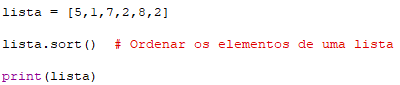 lista = [5,1,7,2,8,2]
lista.sort()  # Ordenar os elementos de uma lista
print(lista)